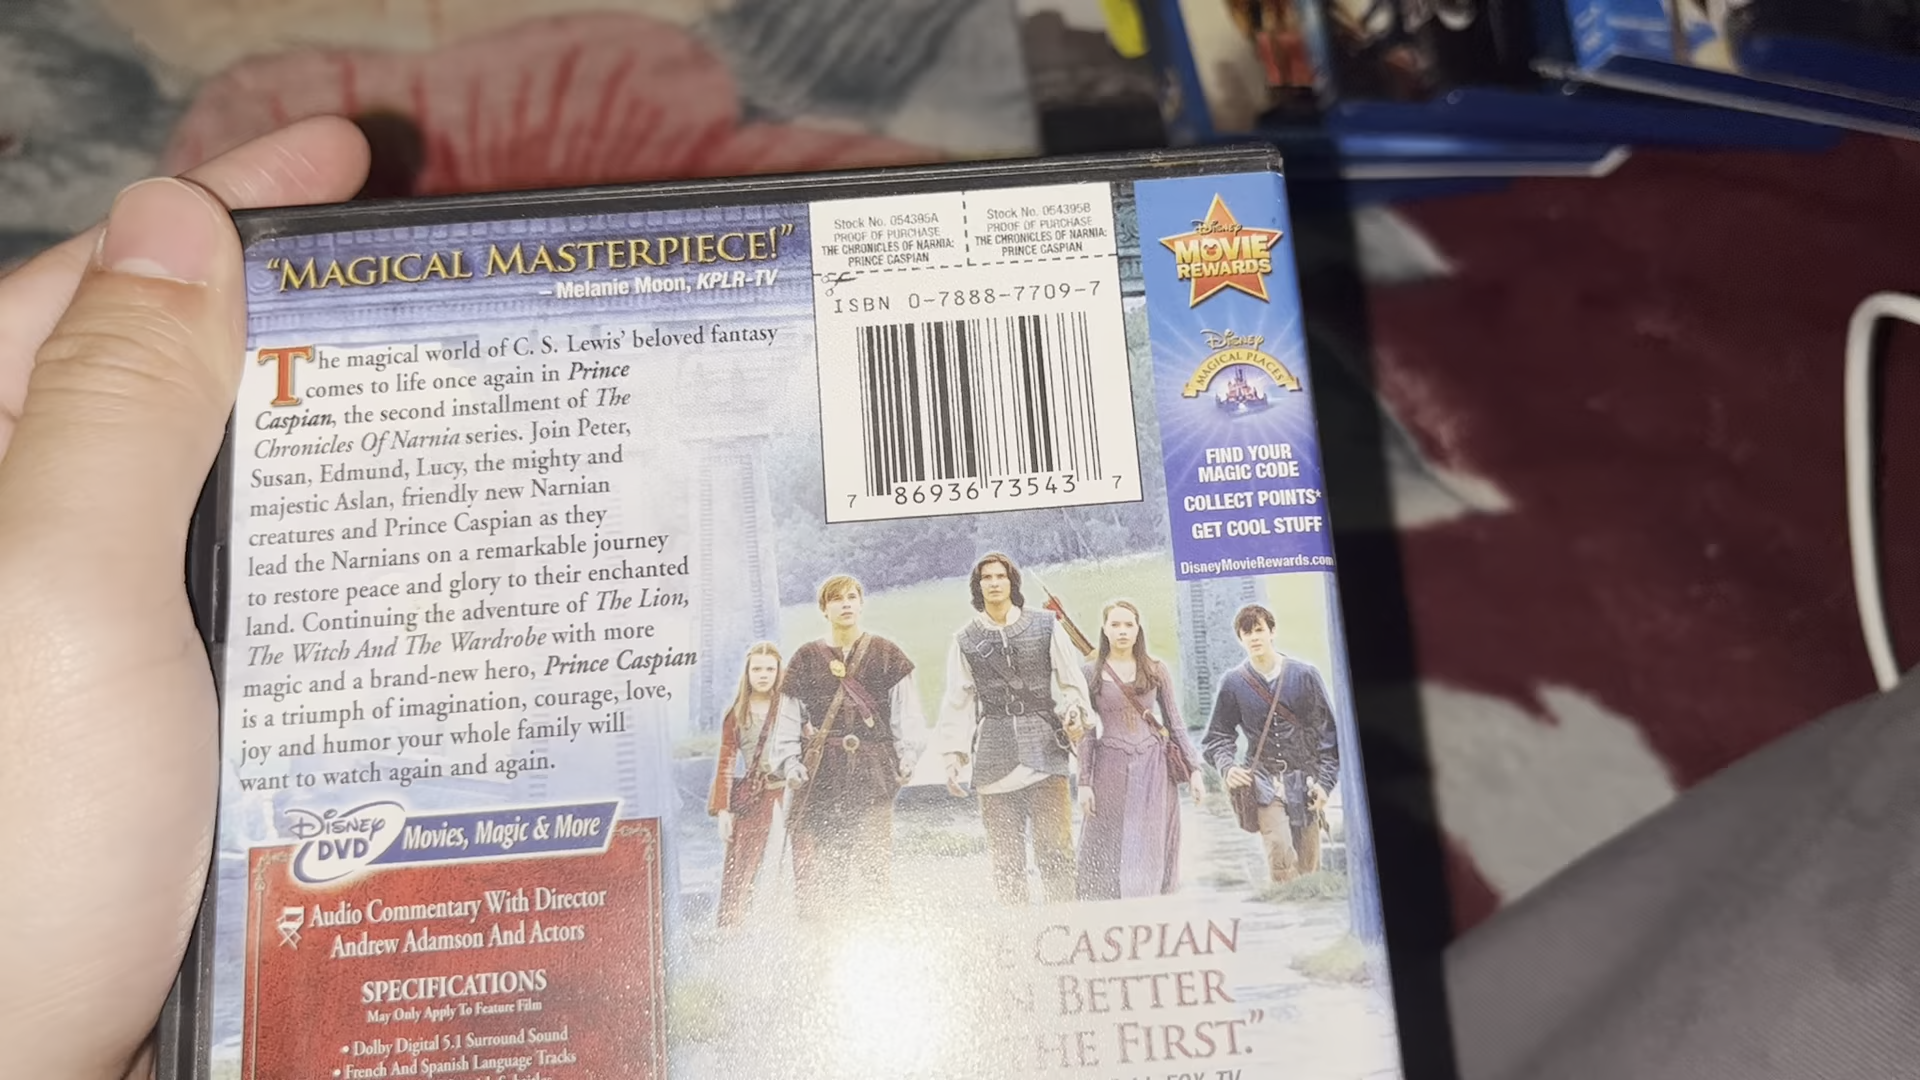 "MAGICAL MASTERPIECE!"
– Melanie Moon, KPLR-TV
The magical world of C. S. Lewis' beloved fantasy
comes to life once again in Prince
Caspian, the second installment of The
Chronicles Of Narnia series. Join Peter,
Susan, Edmund, Lucy, the mighty and
majestic Aslan, friendly new Narnian
creatures and Prince Caspian as they
lead the Narnians on a remarkable journey
to restore peace and glory to their enchanted
land. Continuing the adventure of The Lion,
The Witch And The Wardrobe with more
magic and a brand-new hero, Prince Caspian
is a triumph of imagination, courage, love,
joy and humor your whole family will
want to watch again and again.
Disney DVD
Movies, Magic & More
Audio Commentary With Director
Andrew Adamson And Actors
SPECIFICATIONS
May Only Apply To Feature Film
• Dolby Digital 5.1 Surround Sound
• French And Spanish Language Tracks
Stock No. 054395A
PROOF OF PURCHASE
THE CHRONICLES OF NARNIA:
PRINCE CASPIAN
Stock No. 054395B
PROOF OF PURCHASE
THE CHRONICLES OF NARNIA:
PRINCE CASPIAN
ISBN 0-7888-7709-7
7 86936 73543 7
Disney
MOVIE
REWARDS
Disney
MAGICAL PLACES
FIND YOUR
MAGIC CODE
COLLECT POINTS*
GET COOL STUFF
DisneyMovieRewards.com
CASPIAN
BETTER
FIRST."
FOX-TV